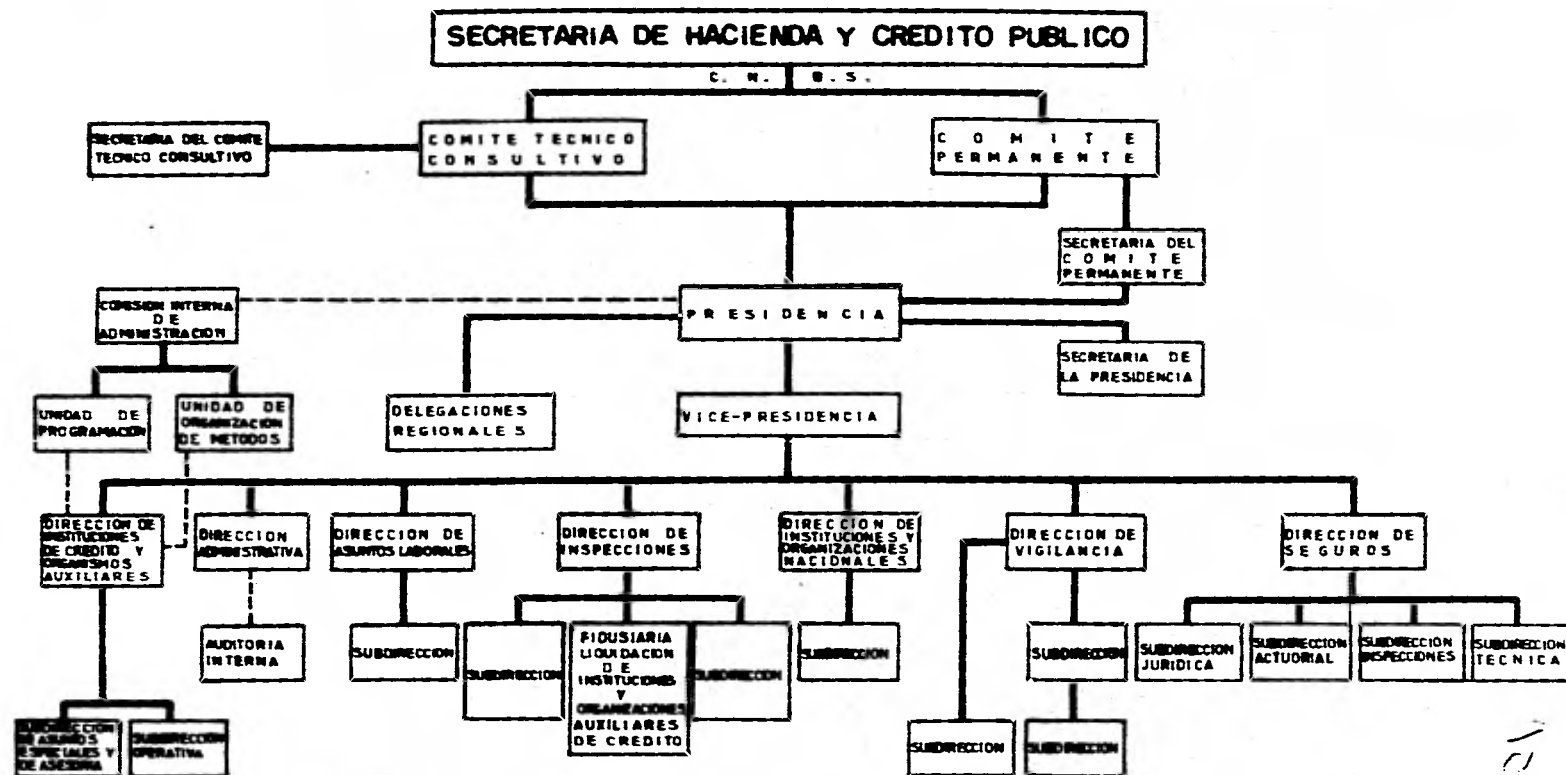 SECRETARIA DE HACIENDA Y CREDITO PUBLICO
C. N. B. S.
SECRETARIA DEL COMITE
TECNICO CONSULTIVO
COMITE TECNICO
CONSULTIVO
COMITE
PERMANENTE
SECRETARIA DEL
COMITE
PERMANENTE
COMISION INTERNA
DE
ADMINISTRACION
PRESIDENCIA
SECRETARIA DE
LA PRESIDENCIA
UNIDAD DE
PROGRAMACION
UNIDAD DE
ORGANIZACION
DE METODOS
DELEGACIONES
REGIONALES
VICE-PRESIDENCIA
DIRECCION DE
INSTITUCIONES
DE CREDITO Y
ORGANISMOS
AUXILIARES
DIRECCION
ADMINISTRATIVA
DIRECCION DE
ASUNTOS LABORALES
DIRECCION DE
INSPECCIONES
DIRECCION DE
INSTITUCIONES Y
ORGANIZACIONES
NACIONALES
DIRECCION DE
VIGILANCIA
DIRECCION DE
SEGUROS
AUDITORIA
INTERNA
SUBDIRECCION
SUBDIRECCION
FIDUSIARIA
LIQUIDACION
DE
INSTITUCIONES
Y
ORGANIZACIONES
AUXILIARES
DE CREDITO
SUBDIRECCION
SUBDIRECCION
SUBDIRECCION
SUBDIRECCION
JURIDICA
SUBDIRECCION
ACTUORIAL
SUBDIRECCION
INSPECCIONES
SUBDIRECCION
TECNICA
SUBDIRECCION
DE ASUNTOS
ESPECIALES Y
DE ASESORIA
SUBDIRECCION
OPERATIVA
SUBDIRECCION
SUBDIRECCION